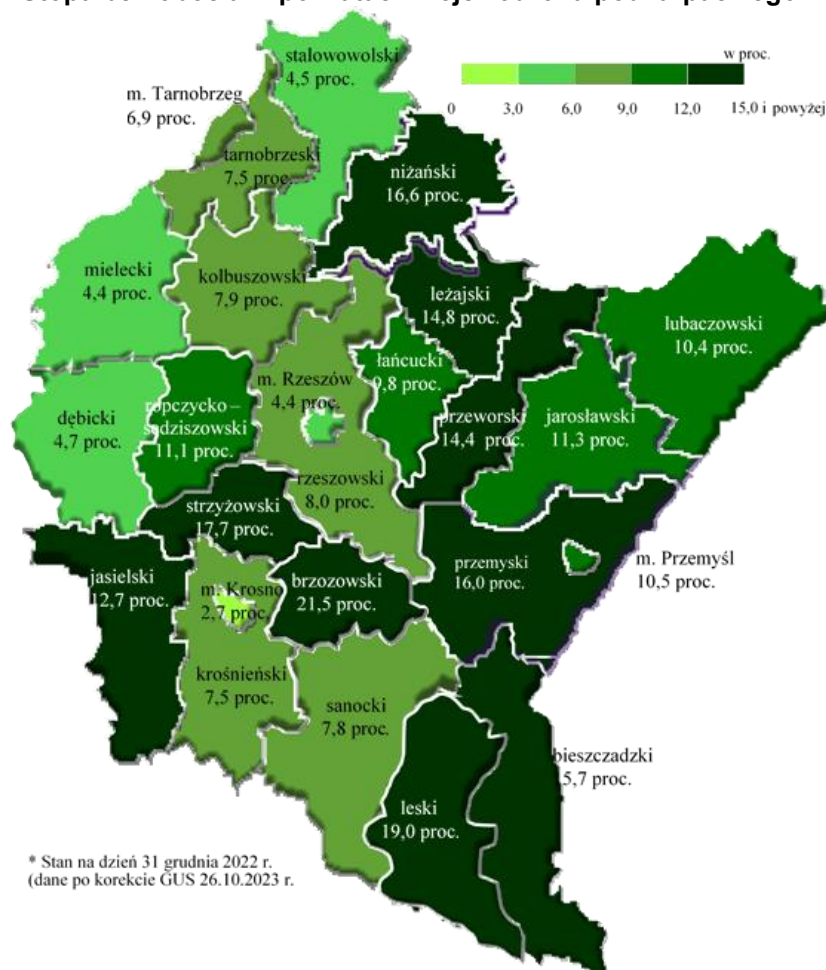 w proc.
0 3,0 6,0 9,0 12,0 15,0 i powyżej
stalowowolski
4,5 proc.
m. Tarnobrzeg
6,9 proc.
tarnobrzeski
7,5 proc.
niżański
16,6 proc.
mielecki
4,4 proc.
kolbuszowski
7,9 proc.
leżajski
14,8 proc.
lubaczowski
10,4 proc.
łańcucki
9,8 proc.
m. Rzeszów
4,4 proc.
dębicki
4,7 proc.
ropczycko –
sędziszowski
11,1 proc.
przeworski
14,4 proc.
jarosławski
11,3 proc.
rzeszowski
8,0 proc.
strzyżowski
17,7 proc.
jasielski
12,7 proc.
m. Krosno
2,7 proc.
brzozowski
21,5 proc.
przemyski
16,0 proc.
m. Przemyśl
10,5 proc.
krośnieński
7,5 proc.
sanocki
7,8 proc.
bieszczadzki
5,7 proc.
leski
19,0 proc.
* Stan na dzień 31 grudnia 2022 r.
(dane po korekcie GUS 26.10.2023 r.